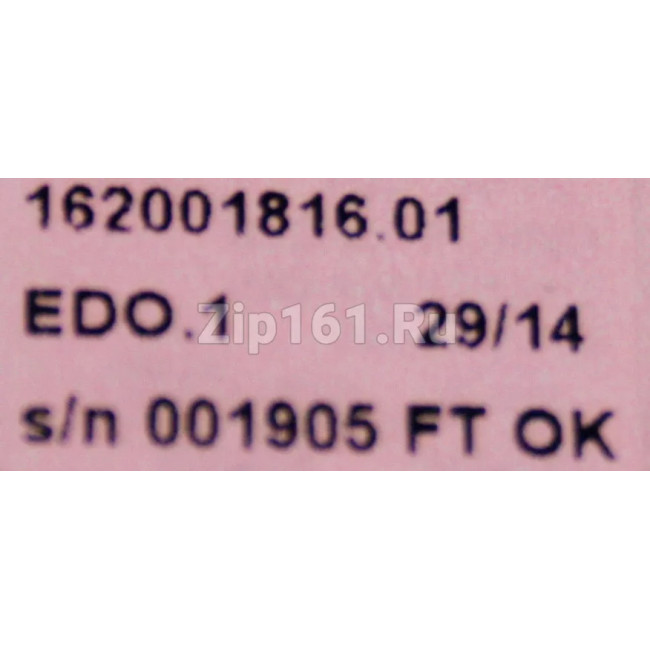 162001816.01
EDO.1 29/14
Zip161.Ru
s/n 001905 FT OK